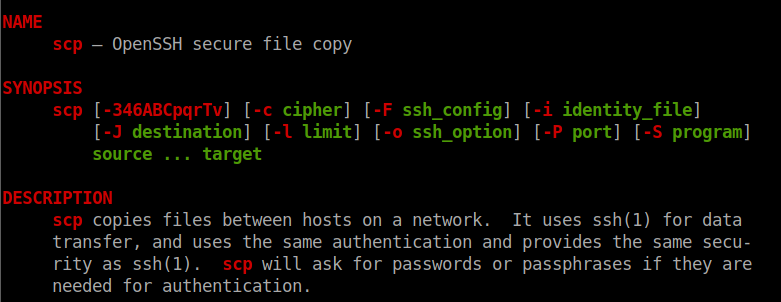 NAME
scp — OpenSSH secure file copy
SYNOPSIS
scp [-346ABCpqrTv] [-c cipher] [-F ssh_config] [-i identity_file]
[-J destination] [-l limit] [-o ssh_option] [-P port] [-S program]
source ... target
DESCRIPTION
scp copies files between hosts on a network.  It uses ssh(1) for data
transfer, and uses the same authentication and provides the same secu‐
rity as ssh(1).  scp will ask for passwords or passphrases if they are
needed for authentication.